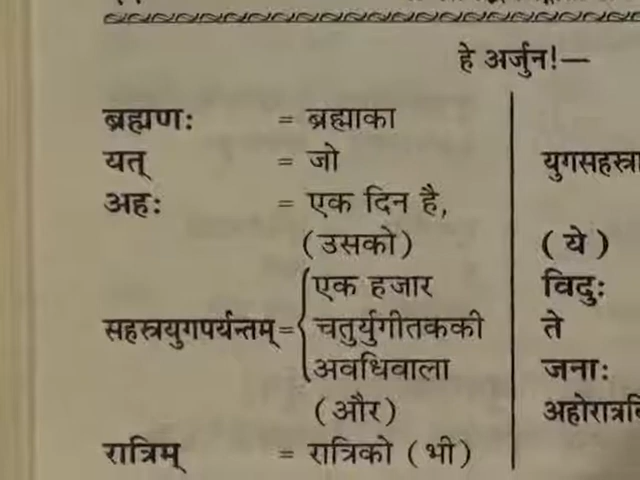 हे अर्जुन!—
ब्रह्मणः = ब्रह्माका
यत् = जो
अहः = एक दिन है,
(उसको)
सहस्रयुगपर्यन्तम्= एक हजार
चतुर्युगीतककी
अवधिवाला
(और)
रात्रिम् = रात्रिको (भी)
(ये)
विदुः
ते
जनाः